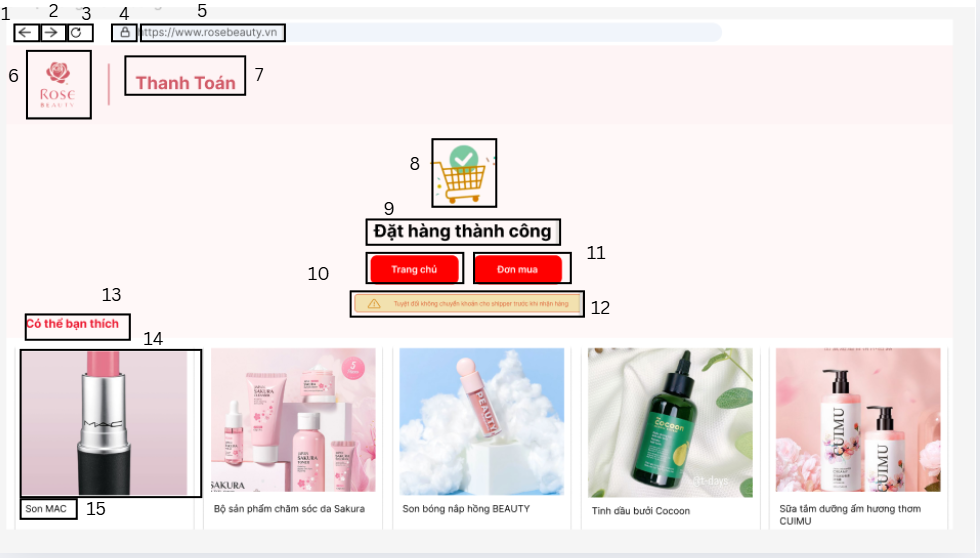 1 2 3 4 5
https://www.rosebeauty.vn
6 ROSE BEAUTY Thanh Toán 7
8
9
Đặt hàng thành công
10 Trang chủ Đơn mua 11
Tuyệt đối không chuyển khoản cho shipper trước khi nhận hàng 12
13
Có thể bạn thích
14
MAC
SAKURA
BEAUTY
Cocoon
CUIMU
CUIMU
15
Son MAC
Bộ sản phẩm chăm sóc da Sakura
Son bóng nắp hồng BEAUTY
Tinh dầu bưởi Cocoon
Sữa tắm dưỡng ẩm hương thơm
CUIMU